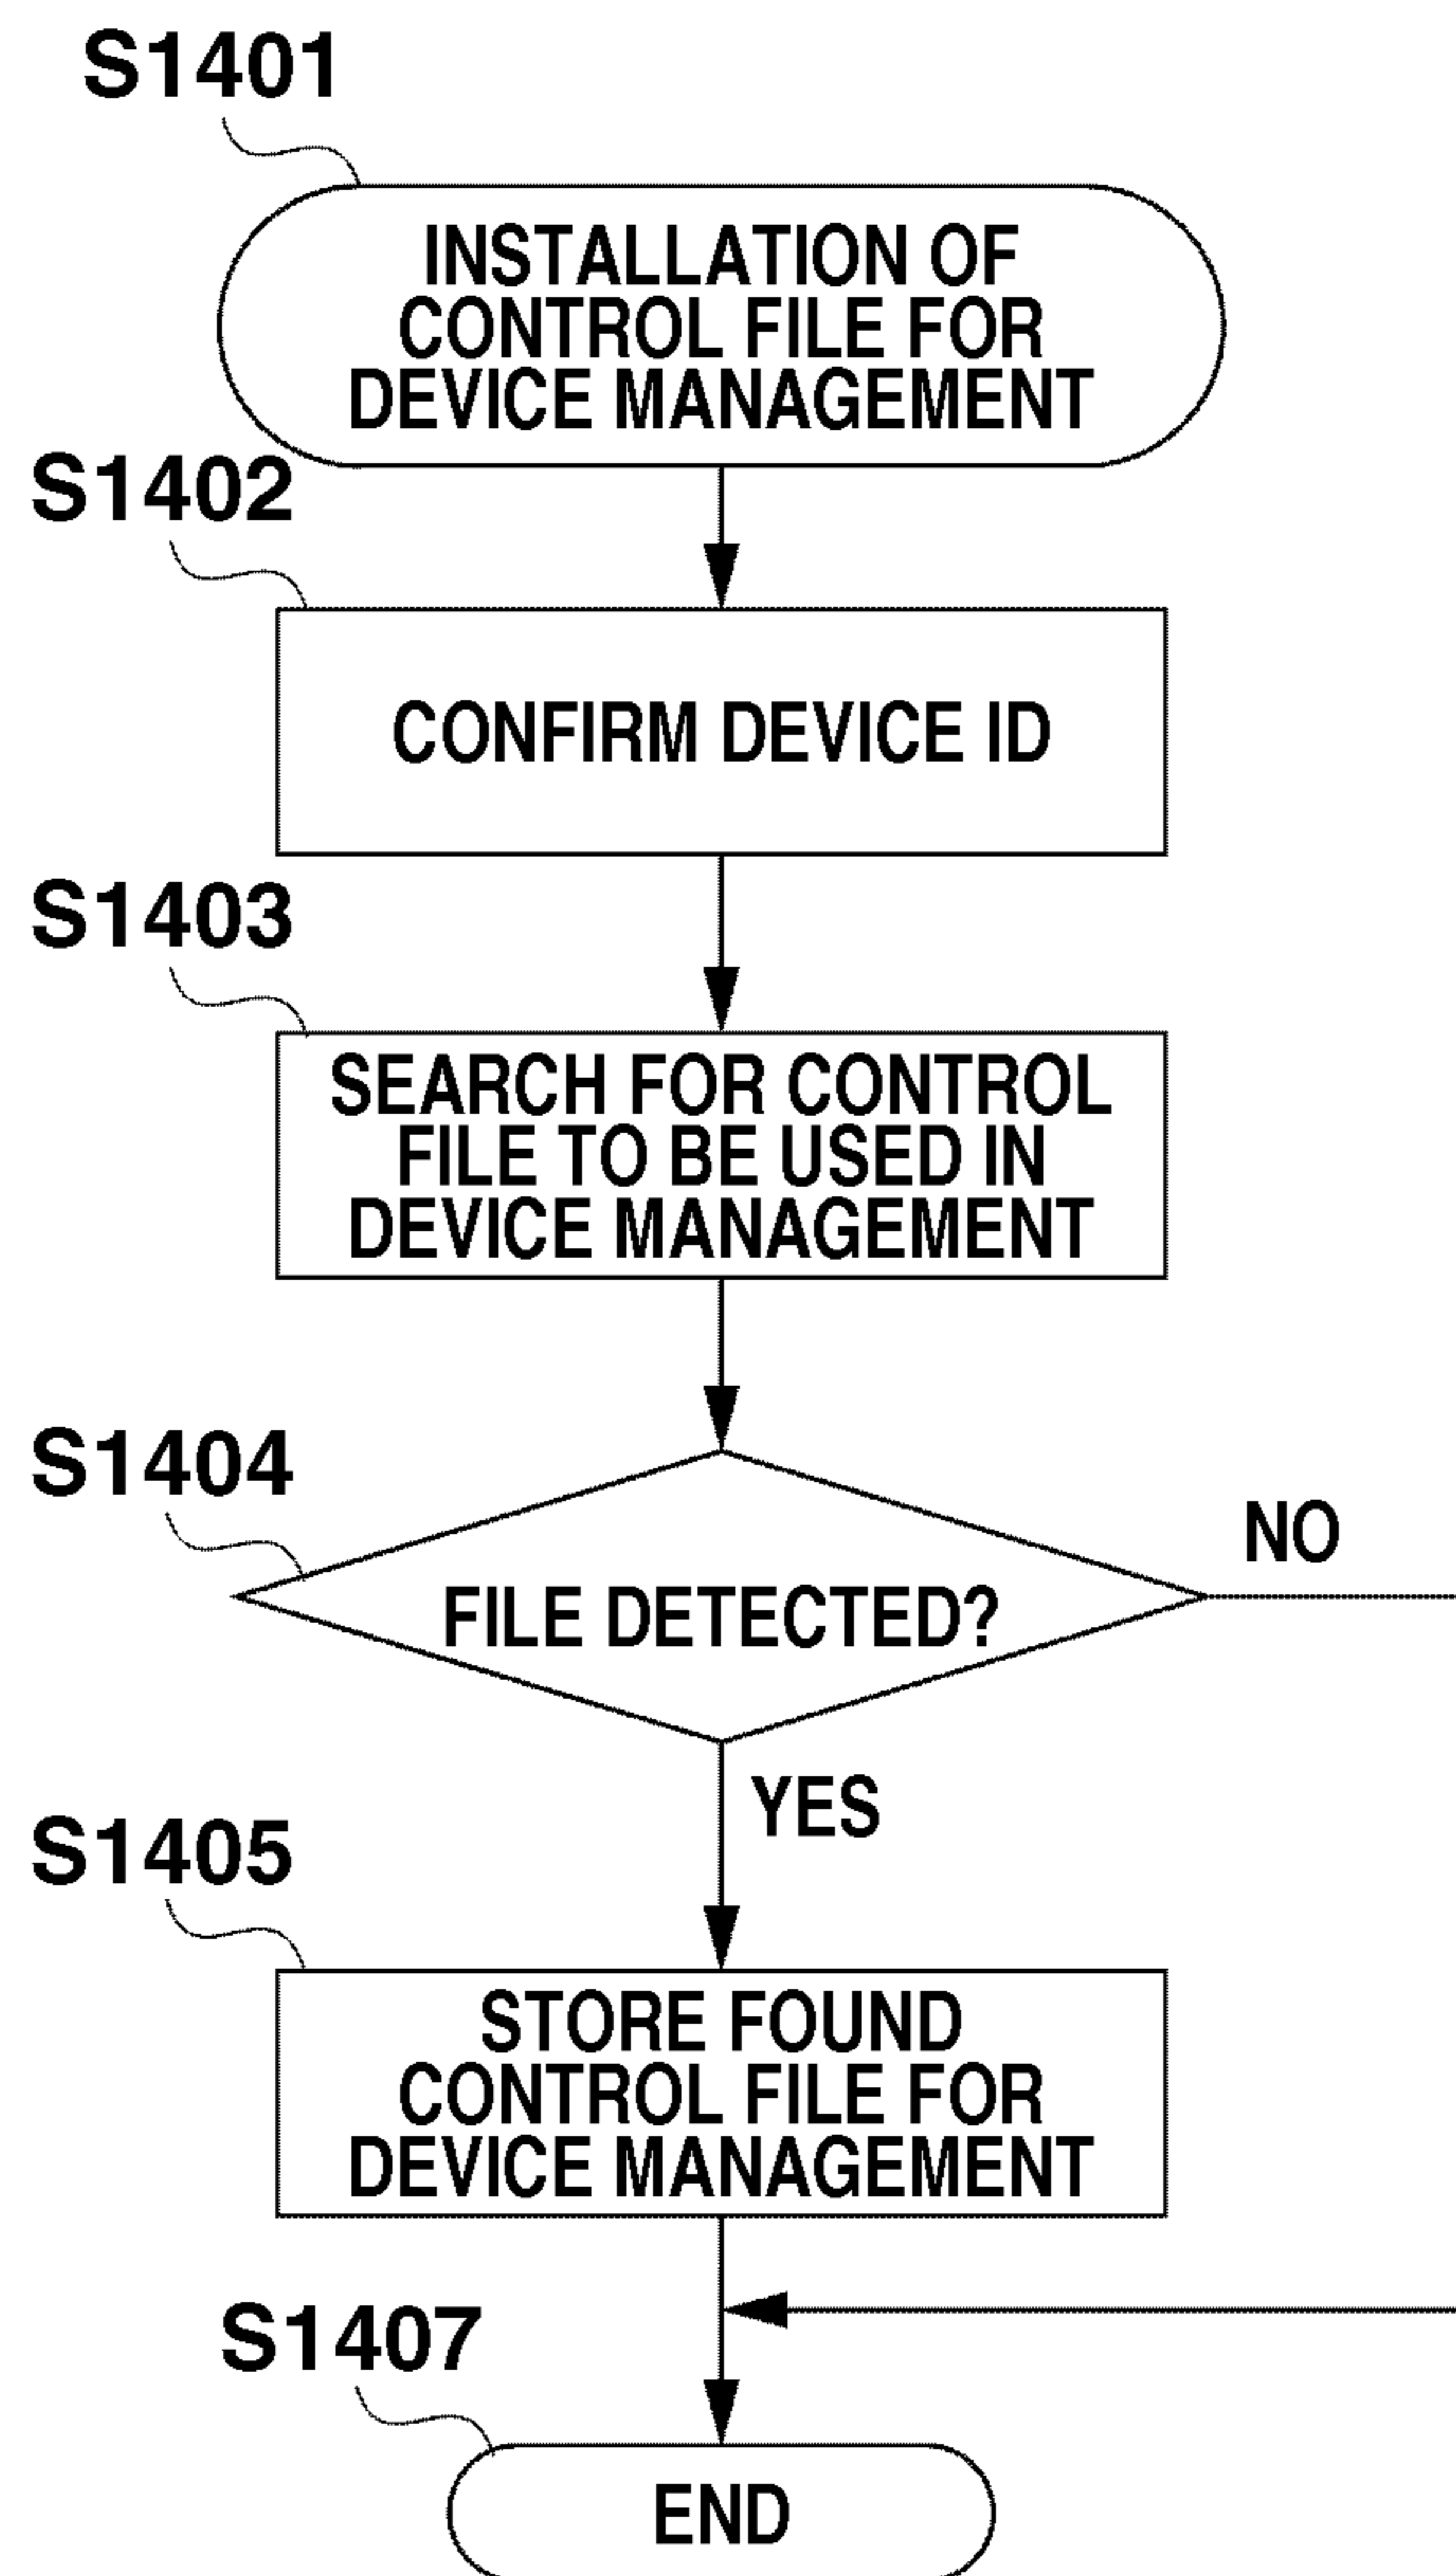 S1401
INSTALLATION OF
CONTROL FILE FOR
DEVICE MANAGEMENT
S1402
CONFIRM DEVICE ID
S1403
SEARCH FOR CONTROL
FILE TO BE USED IN
DEVICE MANAGEMENT
S1404
NO
FILE DETECTED?
YES
S1405
STORE FOUND
CONTROL FILE FOR
DEVICE MANAGEMENT
S1407
END